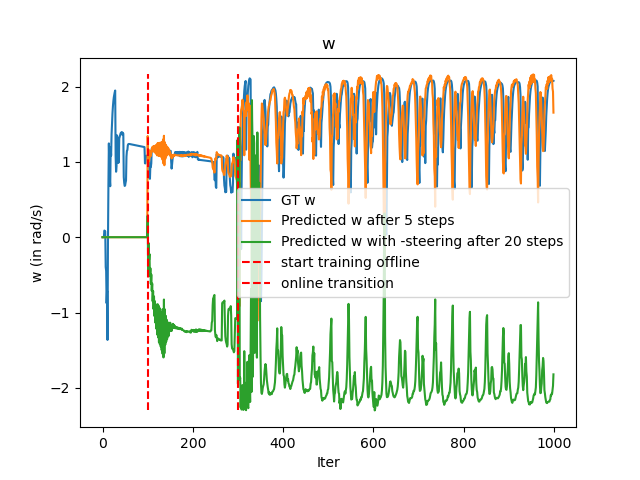 w
w (in rad/s)
2
1
0
−1
−2
GT w
Predicted w after 5 steps
Predicted w with -steering after 20 steps
start training offline
online transition
0
200
400
600
800
1000
Iter